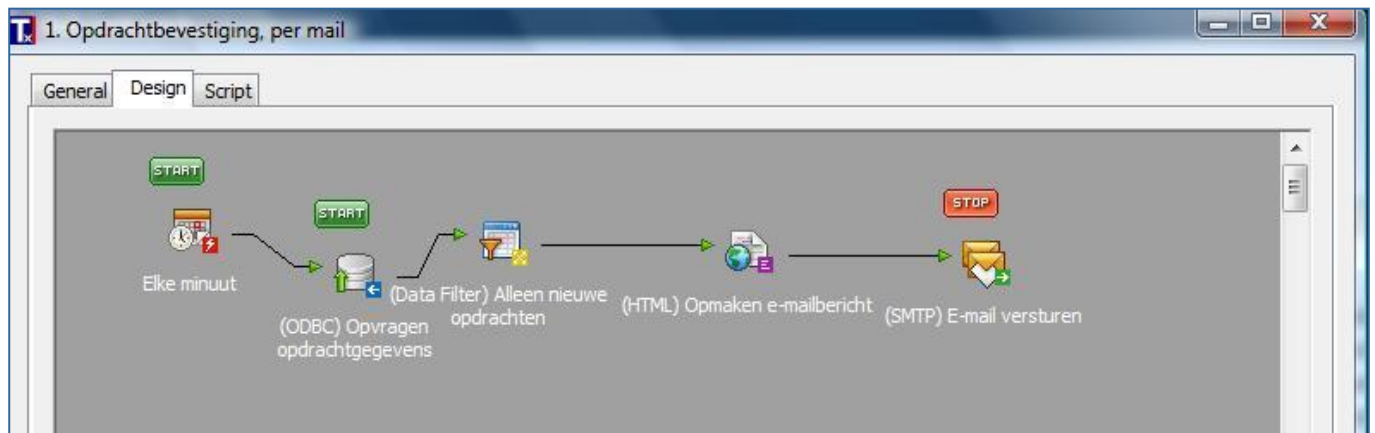 Tx 1. Opdrachtbevestiging, per mail
General Design Script
START
START
STOP
Elke minuut
(ODBC) Opvragen
opdrachtgegevens
(Data Filter) Alleen nieuwe
opdrachten
(HTML) Opmaken e-mailbericht
(SMTP) E-mail versturen